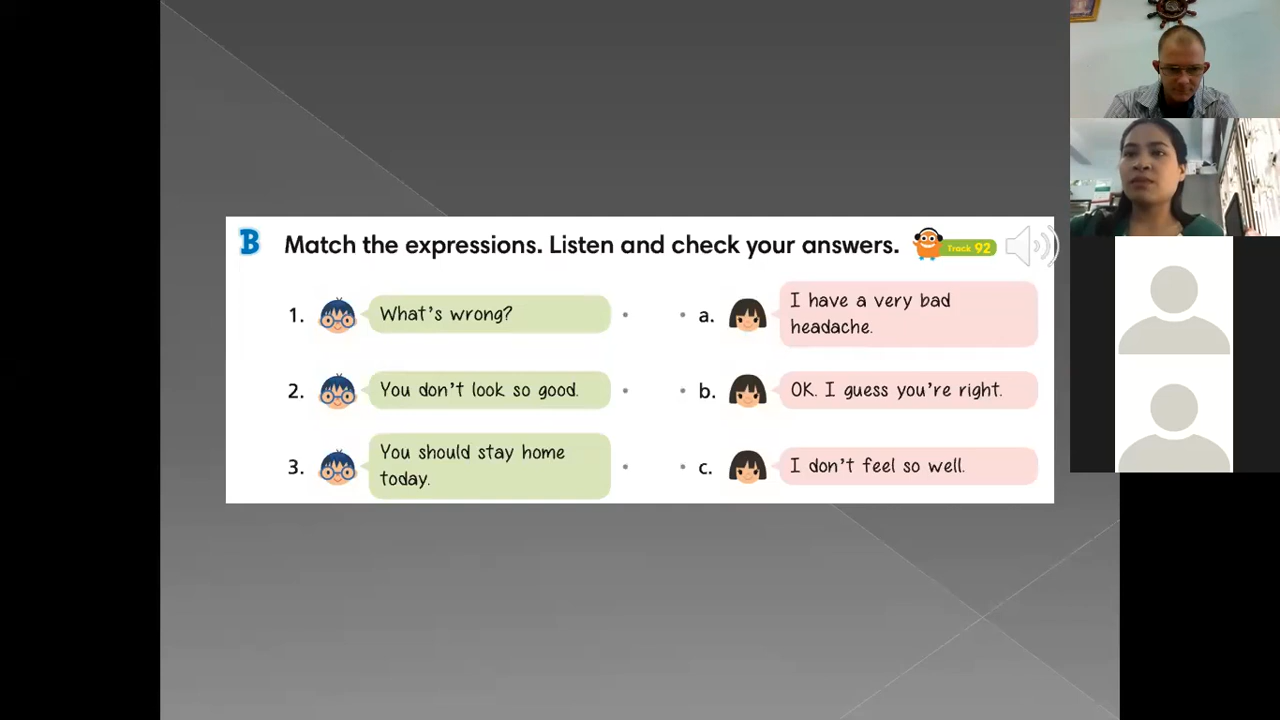 B Match the expressions. Listen and check your answers. Track 92
1. What's wrong?
a. I have a very bad
headache.
2. You don't look so good.
b. OK. I guess you're right.
3. You should stay home
today.
c. I don't feel so well.